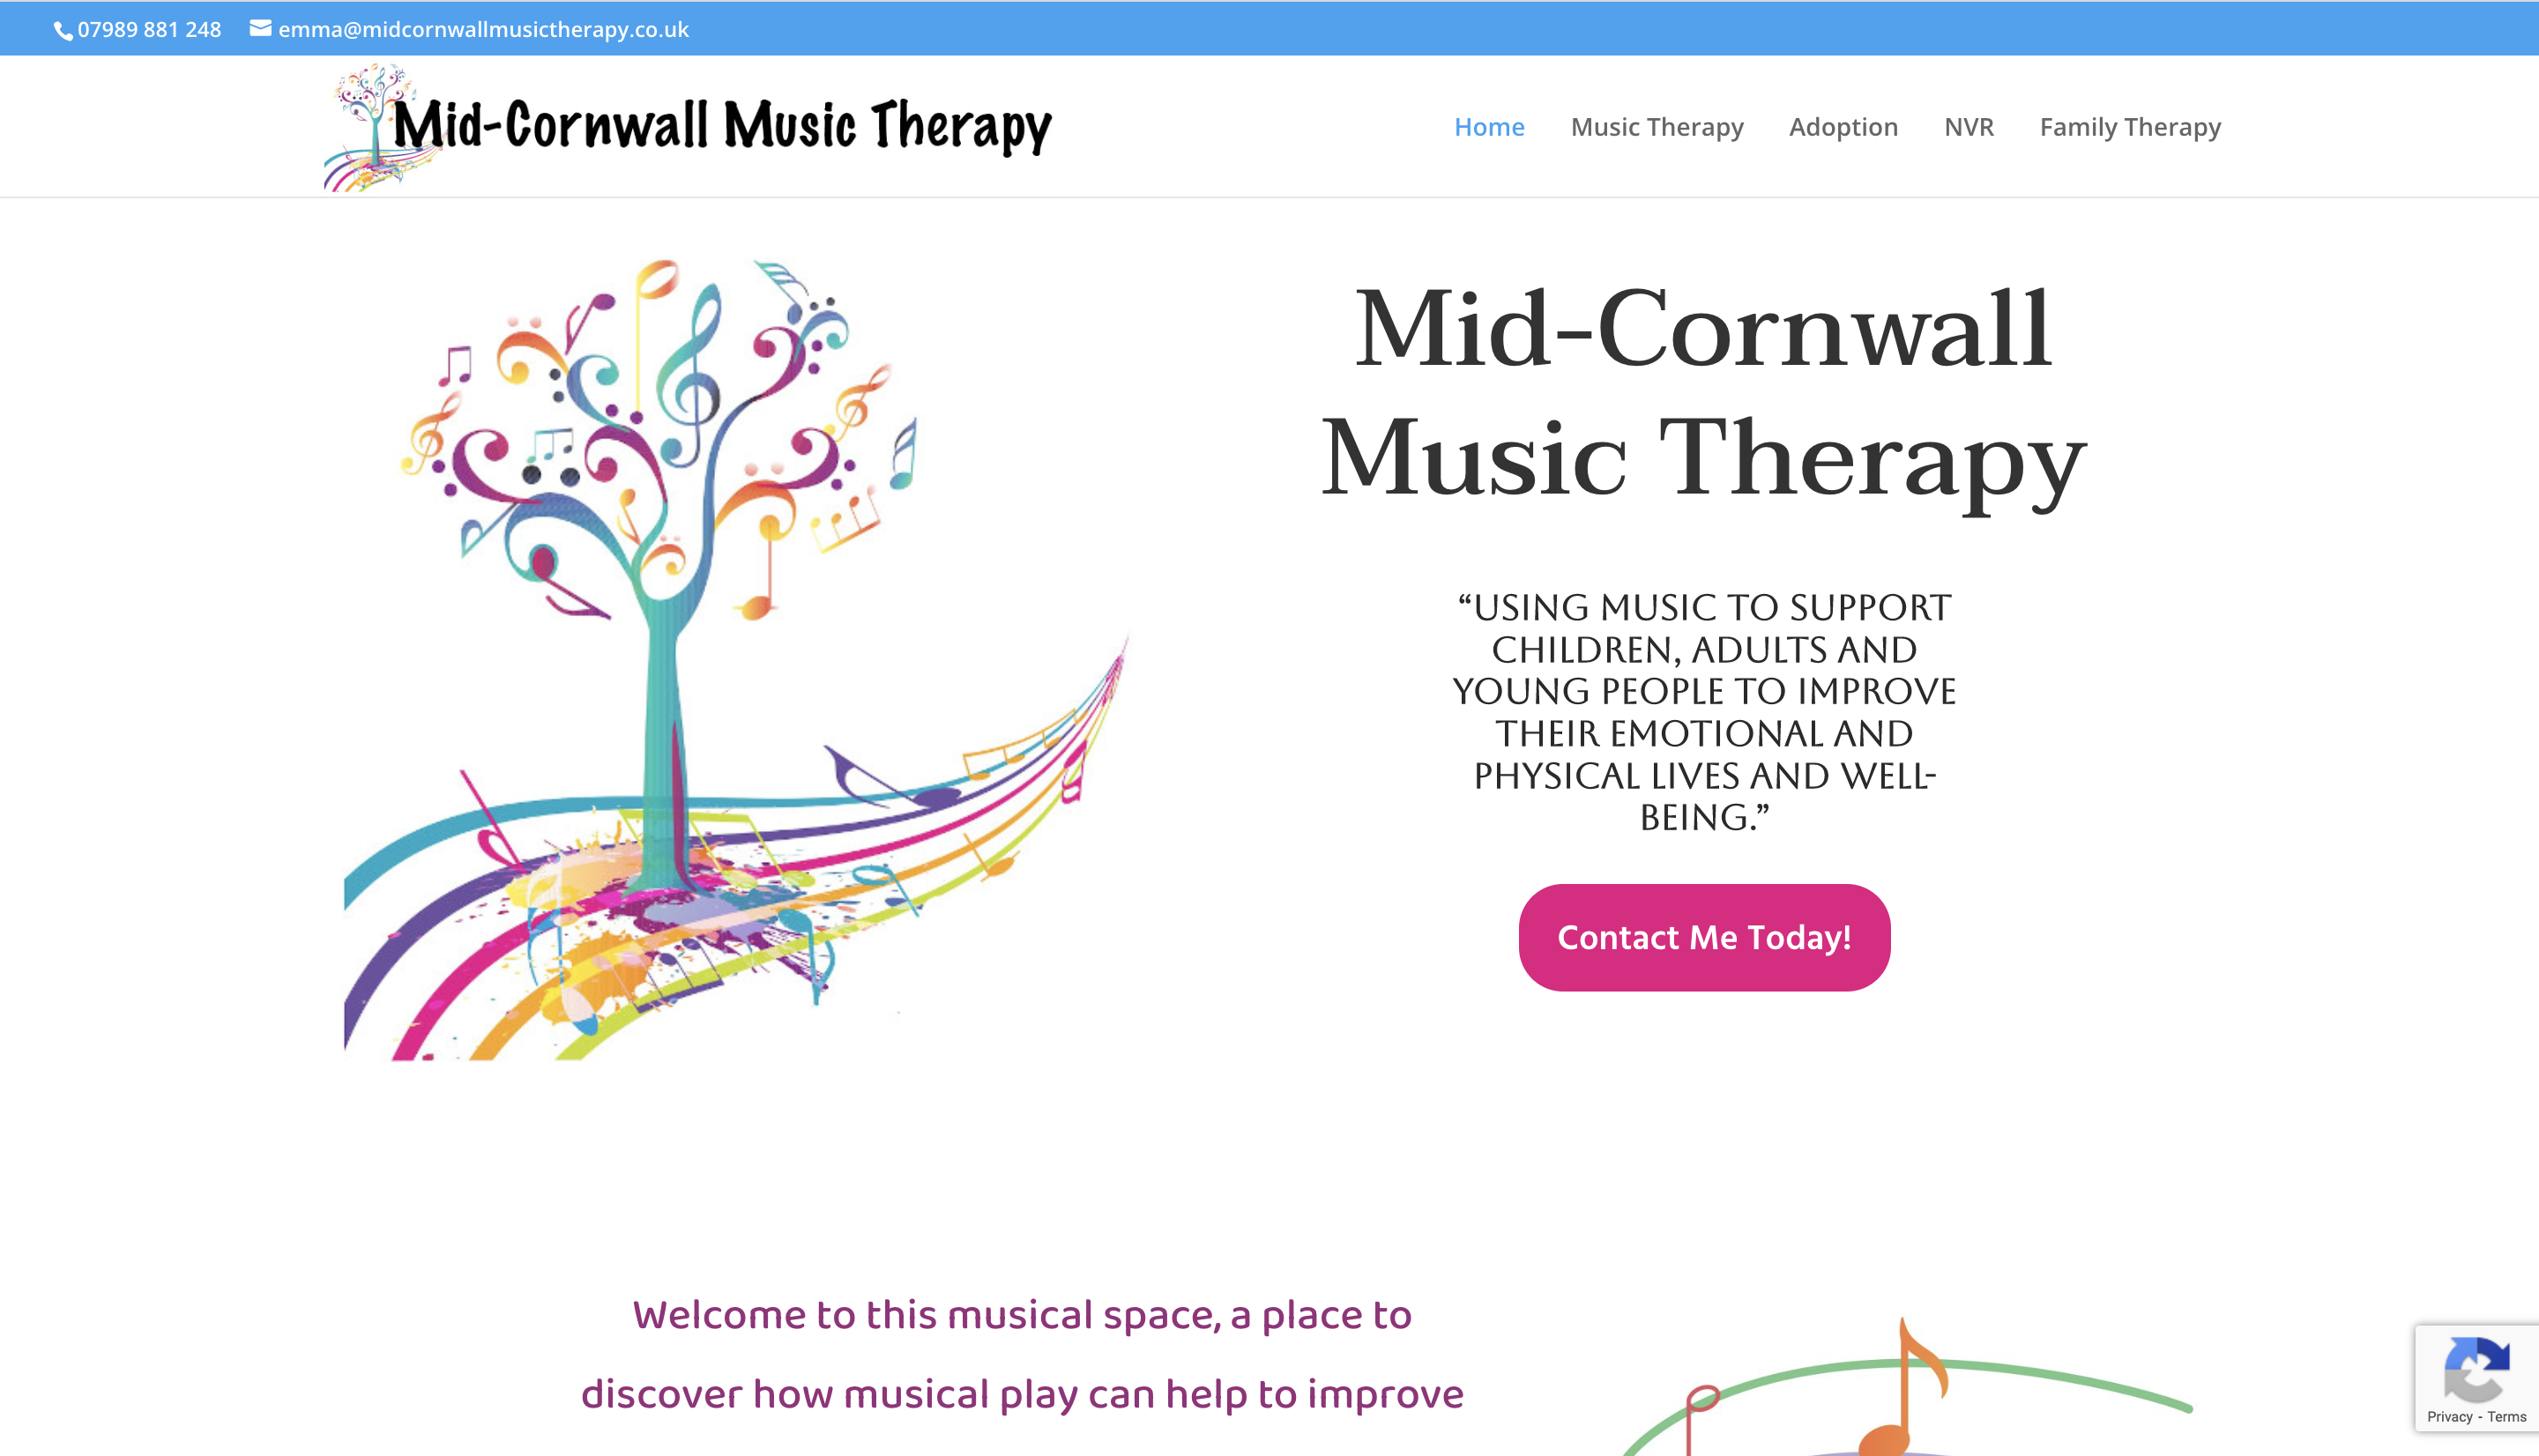 07989 881 248 emma@midcornwallmusictherapy.co.uk
Mid-Cornwall Music Therapy
Home Music Therapy Adoption NVR Family Therapy
Mid-Cornwall
Music Therapy
“USING MUSIC TO SUPPORT
CHILDREN, ADULTS AND
YOUNG PEOPLE TO IMPROVE
THEIR EMOTIONAL AND
PHYSICAL LIVES AND WELL-
BEING.”
Contact Me Today!
Welcome to this musical space, a place to
discover how musical play can help to improve
Privacy - Terms